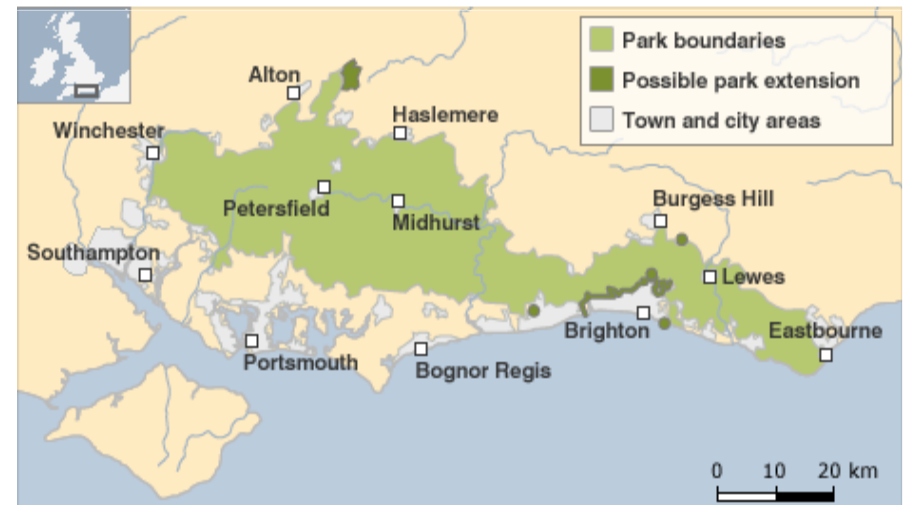 Park boundaries
Possible park extension
Town and city areas
Alton
Haslemere
Winchester
Petersfield
Midhurst
Burgess Hill
Southampton
Lewes
Brighton
Eastbourne
Portsmouth
Bognor Regis
0 10 20 km